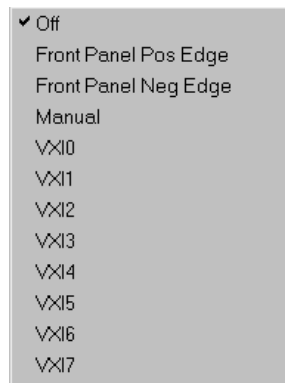 Off
Front Panel Pos Edge
Front Panel Neg Edge
Manual
VXI0
VXI1
VXI2
VXI3
VXI4
VXI5
VXI6
VXI7